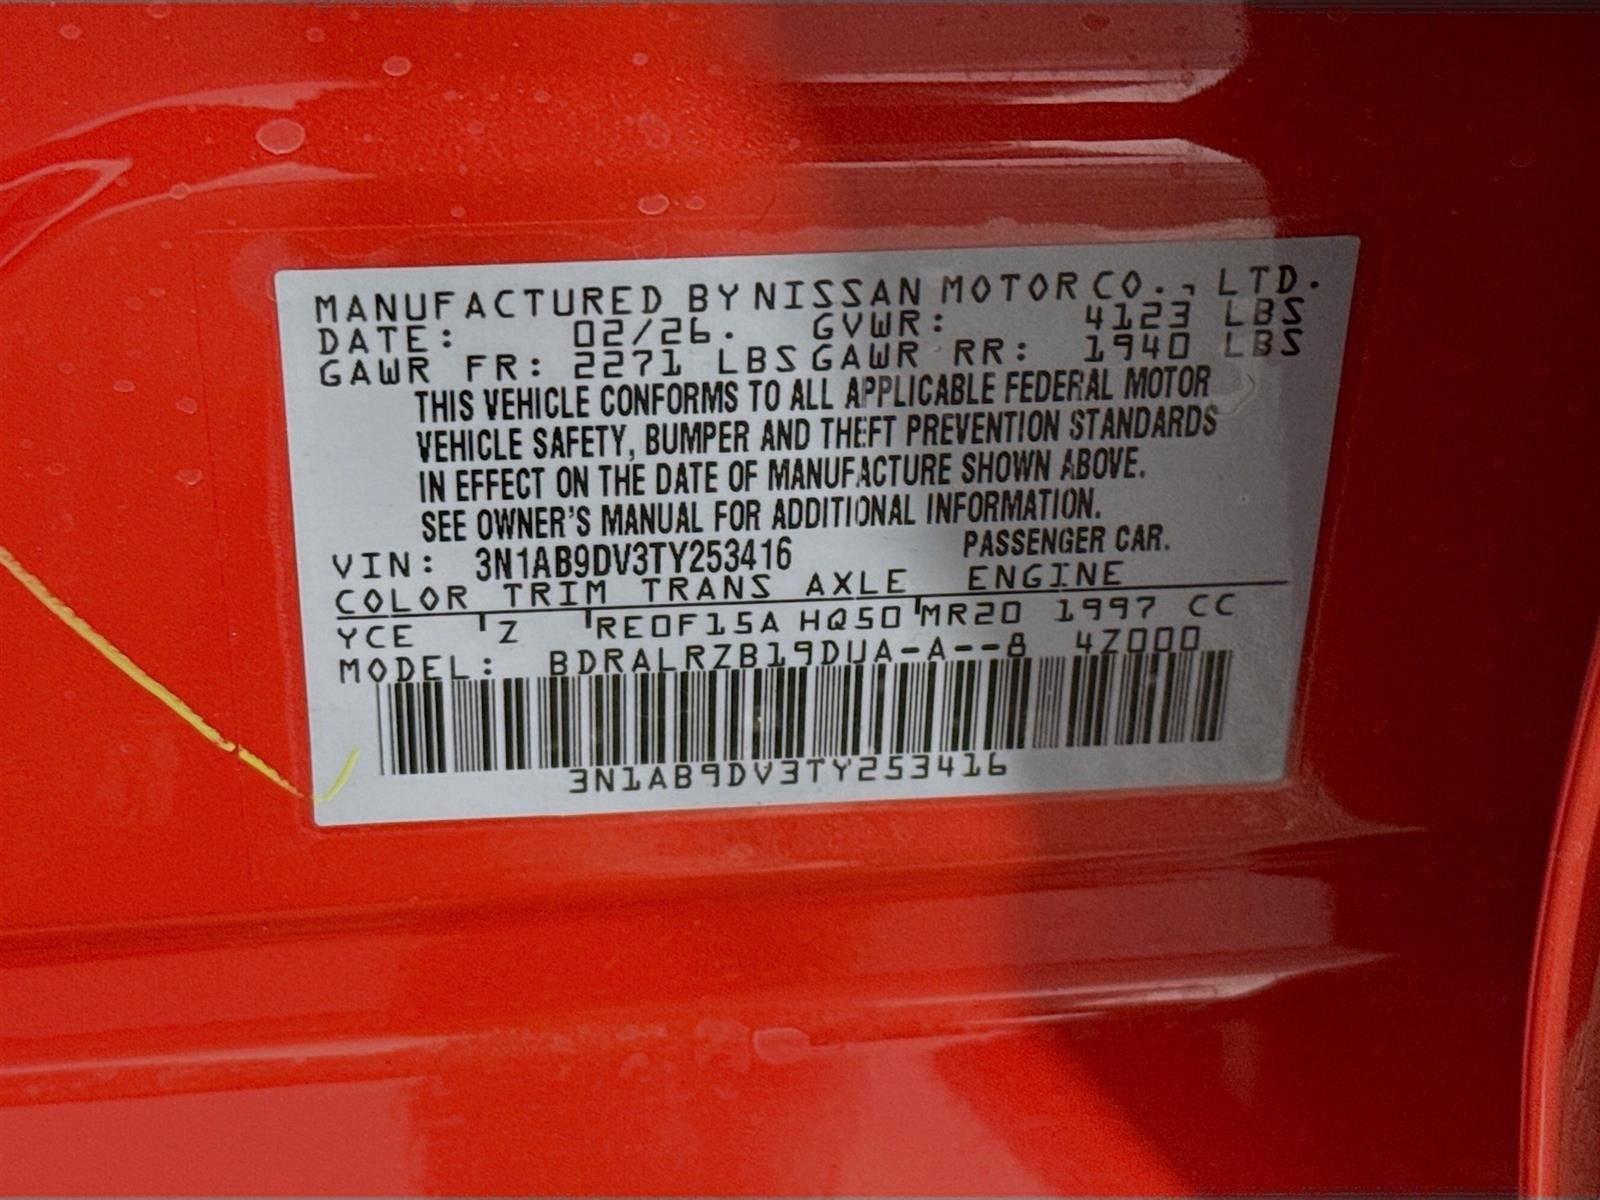 MANUFACTURED BY NISSAN MOTOR CO., LTD.
DATE: 02/26. GVWR: 4123 LBS
GAWR FR: 2271 LBS GAWR RR: 1940 LBS
THIS VEHICLE CONFORMS TO ALL APPLICABLE FEDERAL MOTOR
VEHICLE SAFETY, BUMPER AND THEFT PREVENTION STANDARDS
IN EFFECT ON THE DATE OF MANUFACTURE SHOWN ABOVE.
SEE OWNER'S MANUAL FOR ADDITIONAL INFORMATION.
VIN: 3N1AB9DV3TY253416 PASSENGER CAR.
COLOR TRIM TRANS AXLE ENGINE
YCE Z RE0F15A HQ50 MR20 1997 CC
MODEL: BDRALRZB19DUA-A--8 4Z000
3N1AB9DV3TY253416